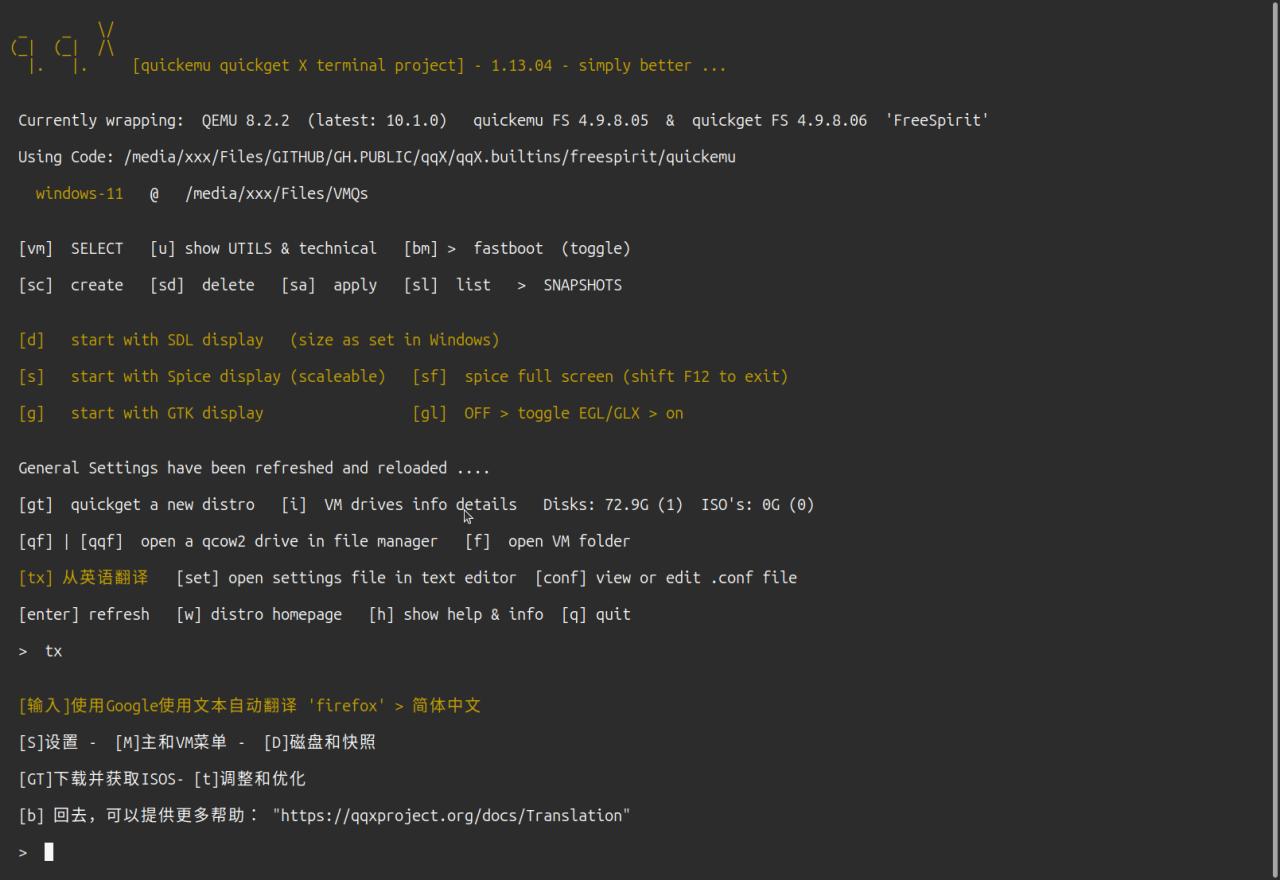 [quickemu quickget X terminal project] - 1.13.04 - simply better ...
Currently wrapping:  QEMU 8.2.2  (latest: 10.1.0)   quickemu FS 4.9.8.05  &  quickget FS 4.9.8.06  'FreeSpirit'
Using Code: /media/xxx/Files/GITHUB/GH.PUBLIC/qqX/qqX.builtins/freespirit/quickemu
windows-11   @   /media/xxx/Files/VMQs
[vm]  SELECT   [u] show UTILS & technical   [bm] >  fastboot  (toggle)
[sc]  create   [sd]  delete   [sa]  apply   [sl]  list   >  SNAPSHOTS
[d]   start with SDL display   (size as set in Windows)
[s]   start with Spice display (scaleable)   [sf]  spice full screen (shift F12 to exit)
[g]   start with GTK display                 [gl]  OFF > toggle EGL/GLX > on
General Settings have been refreshed and reloaded ....
[gt]  quickget a new distro   [i]  VM drives info details   Disks: 72.9G (1)  ISO's: 0G (0)
[qf] | [qqf]  open a qcow2 drive in file manager   [f]  open VM folder
[tx] 从英语翻译   [set] open settings file in text editor  [conf] view or edit .conf file
[enter] refresh   [w] distro homepage   [h] show help & info  [q] quit
>  tx
[输入]使用Google使用文本自动翻译 'firefox' > 简体中文
[S]设置 -  [M]主和VM菜单 -  [D]磁盘和快照
[GT]下载并获取ISOS- [t]调整和优化
[b] 回去，可以提供更多帮助： "https://qqxproject.org/docs/Translation"
>